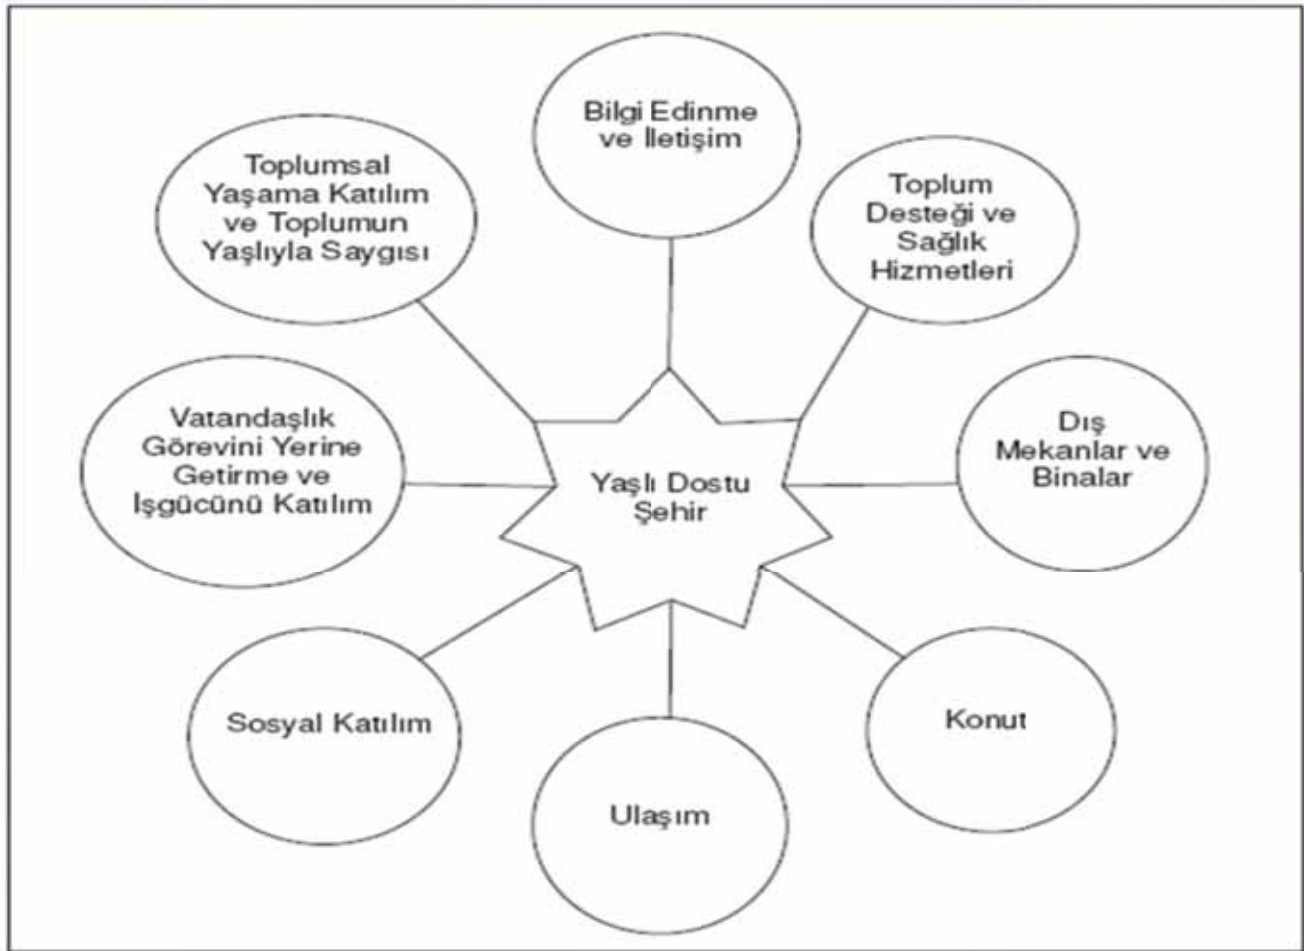 Bilgi Edinme
ve İletişim
Toplumsal
Yaşama Katılım
ve Toplumun
Yaşlıyla Saygısı
Toplum
Desteği ve
Sağlık
Hizmetleri
Vatandaşlık
Görevini Yerine
Getirme ve
İşgücünü Katılım
Yaşlı Dostu
Şehir
Dış
Mekanlar ve
Binalar
Sosyal Katılım
Ulaşım
Konut